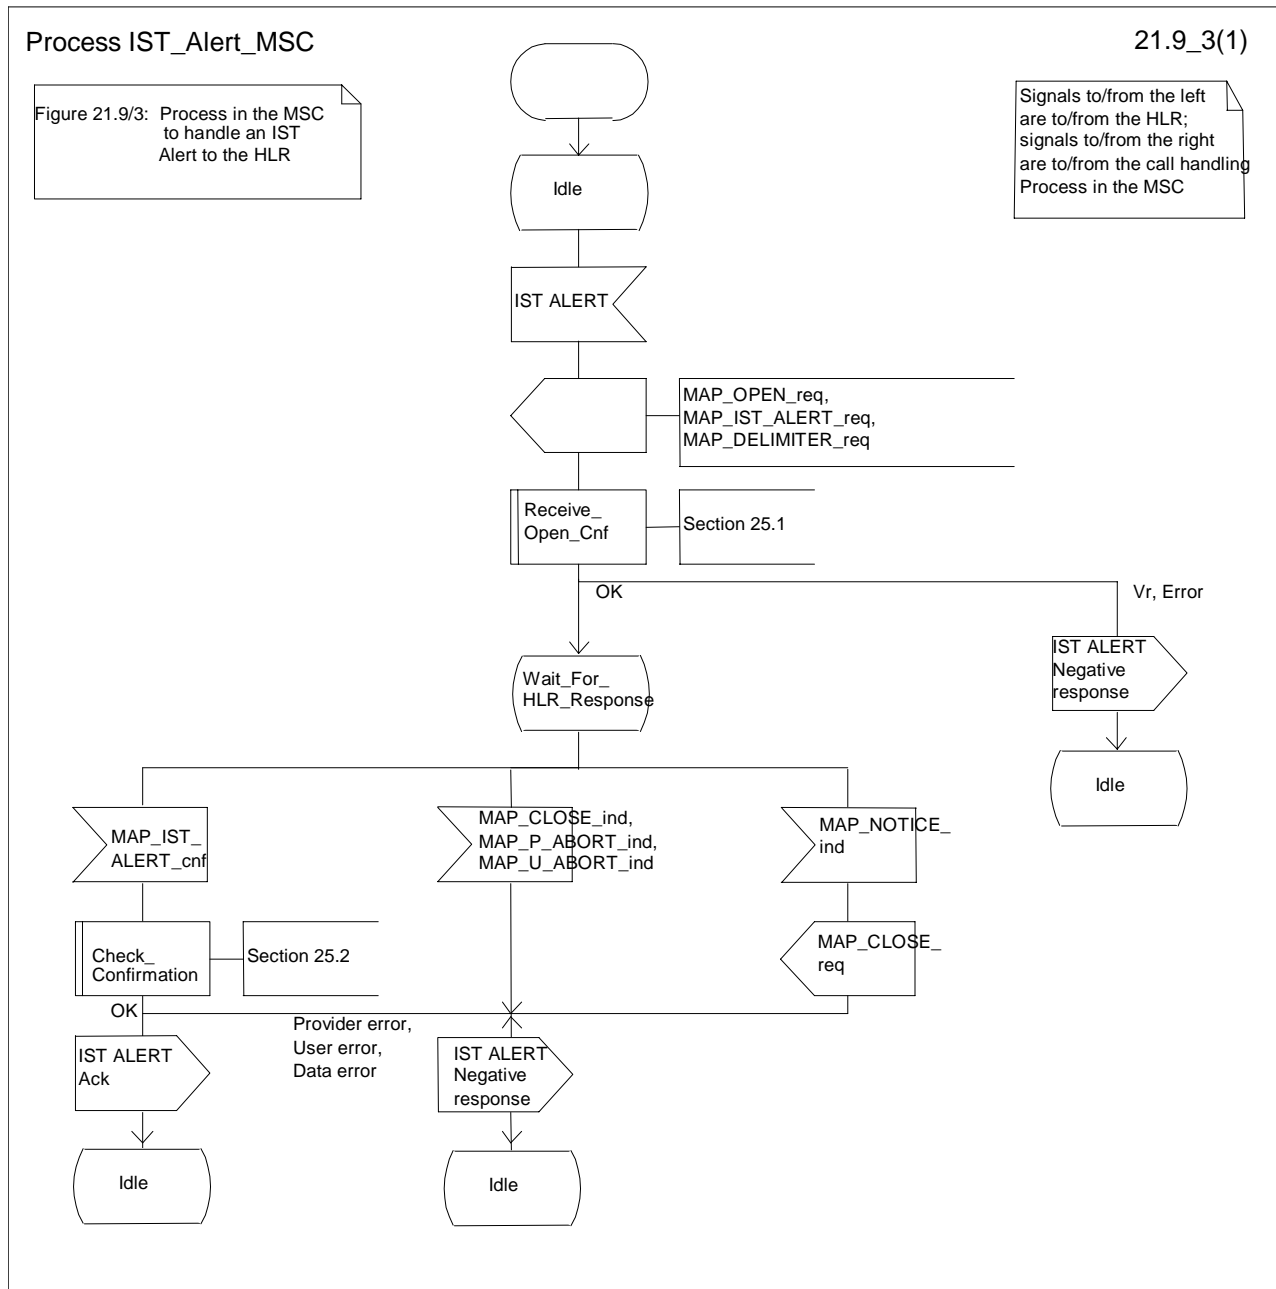 Process IST_Alert_MSC
21.9_3(1)
Figure 21.9/3: Process in the MSC
to handle an IST
Alert to the HLR
Signals to/from the left
are to/from the HLR;
signals to/from the right
are to/from the call handling
Process in the MSC
Idle
IST ALERT
MAP_OPEN_req,
MAP_IST_ALERT_req,
MAP_DELIMITER_req
Receive_
Open_Cnf
Section 25.1
OK
Vr, Error
IST ALERT
Negative
response
Idle
Wait_For_
HLR_Response
MAP_IST_
ALERT_cnf
MAP_CLOSE_ind,
MAP_P_ABORT_ind,
MAP_U_ABORT_ind
MAP_NOTICE_
ind
Check_
Confirmation
Section 25.2
MAP_CLOSE_
req
OK
Provider error,
User error,
Data error
IST ALERT
Ack
IST ALERT
Negative
response
Idle
Idle